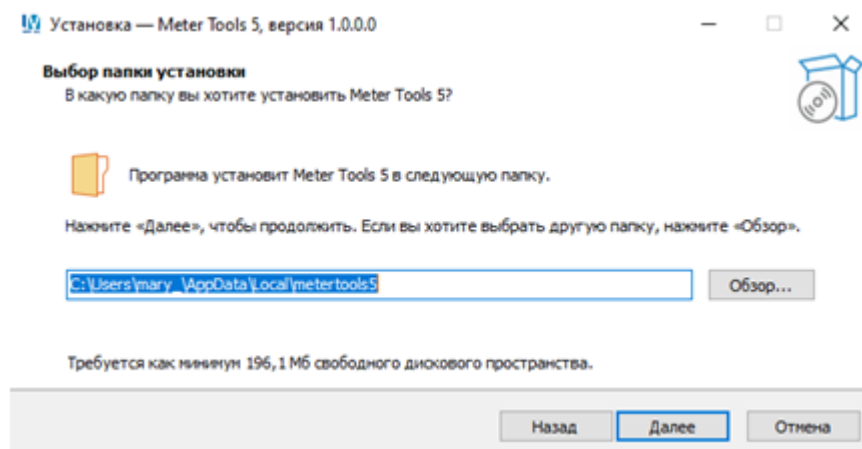 Установка — Meter Tools 5, версия 1.0.0.0
Выбор папки установки
В какую папку вы хотите установить Meter Tools 5?
Программа установит Meter Tools 5 в следующую папку.
Нажмите «Далее», чтобы продолжить. Если вы хотите выбрать другую папку, нажмите «Обзор».
C:\Users\mary_\AppData\Local\metertools5
Обзор...
Требуется как минимум 196,1 Мб свободного дискового пространства.
Назад Далее Отмена